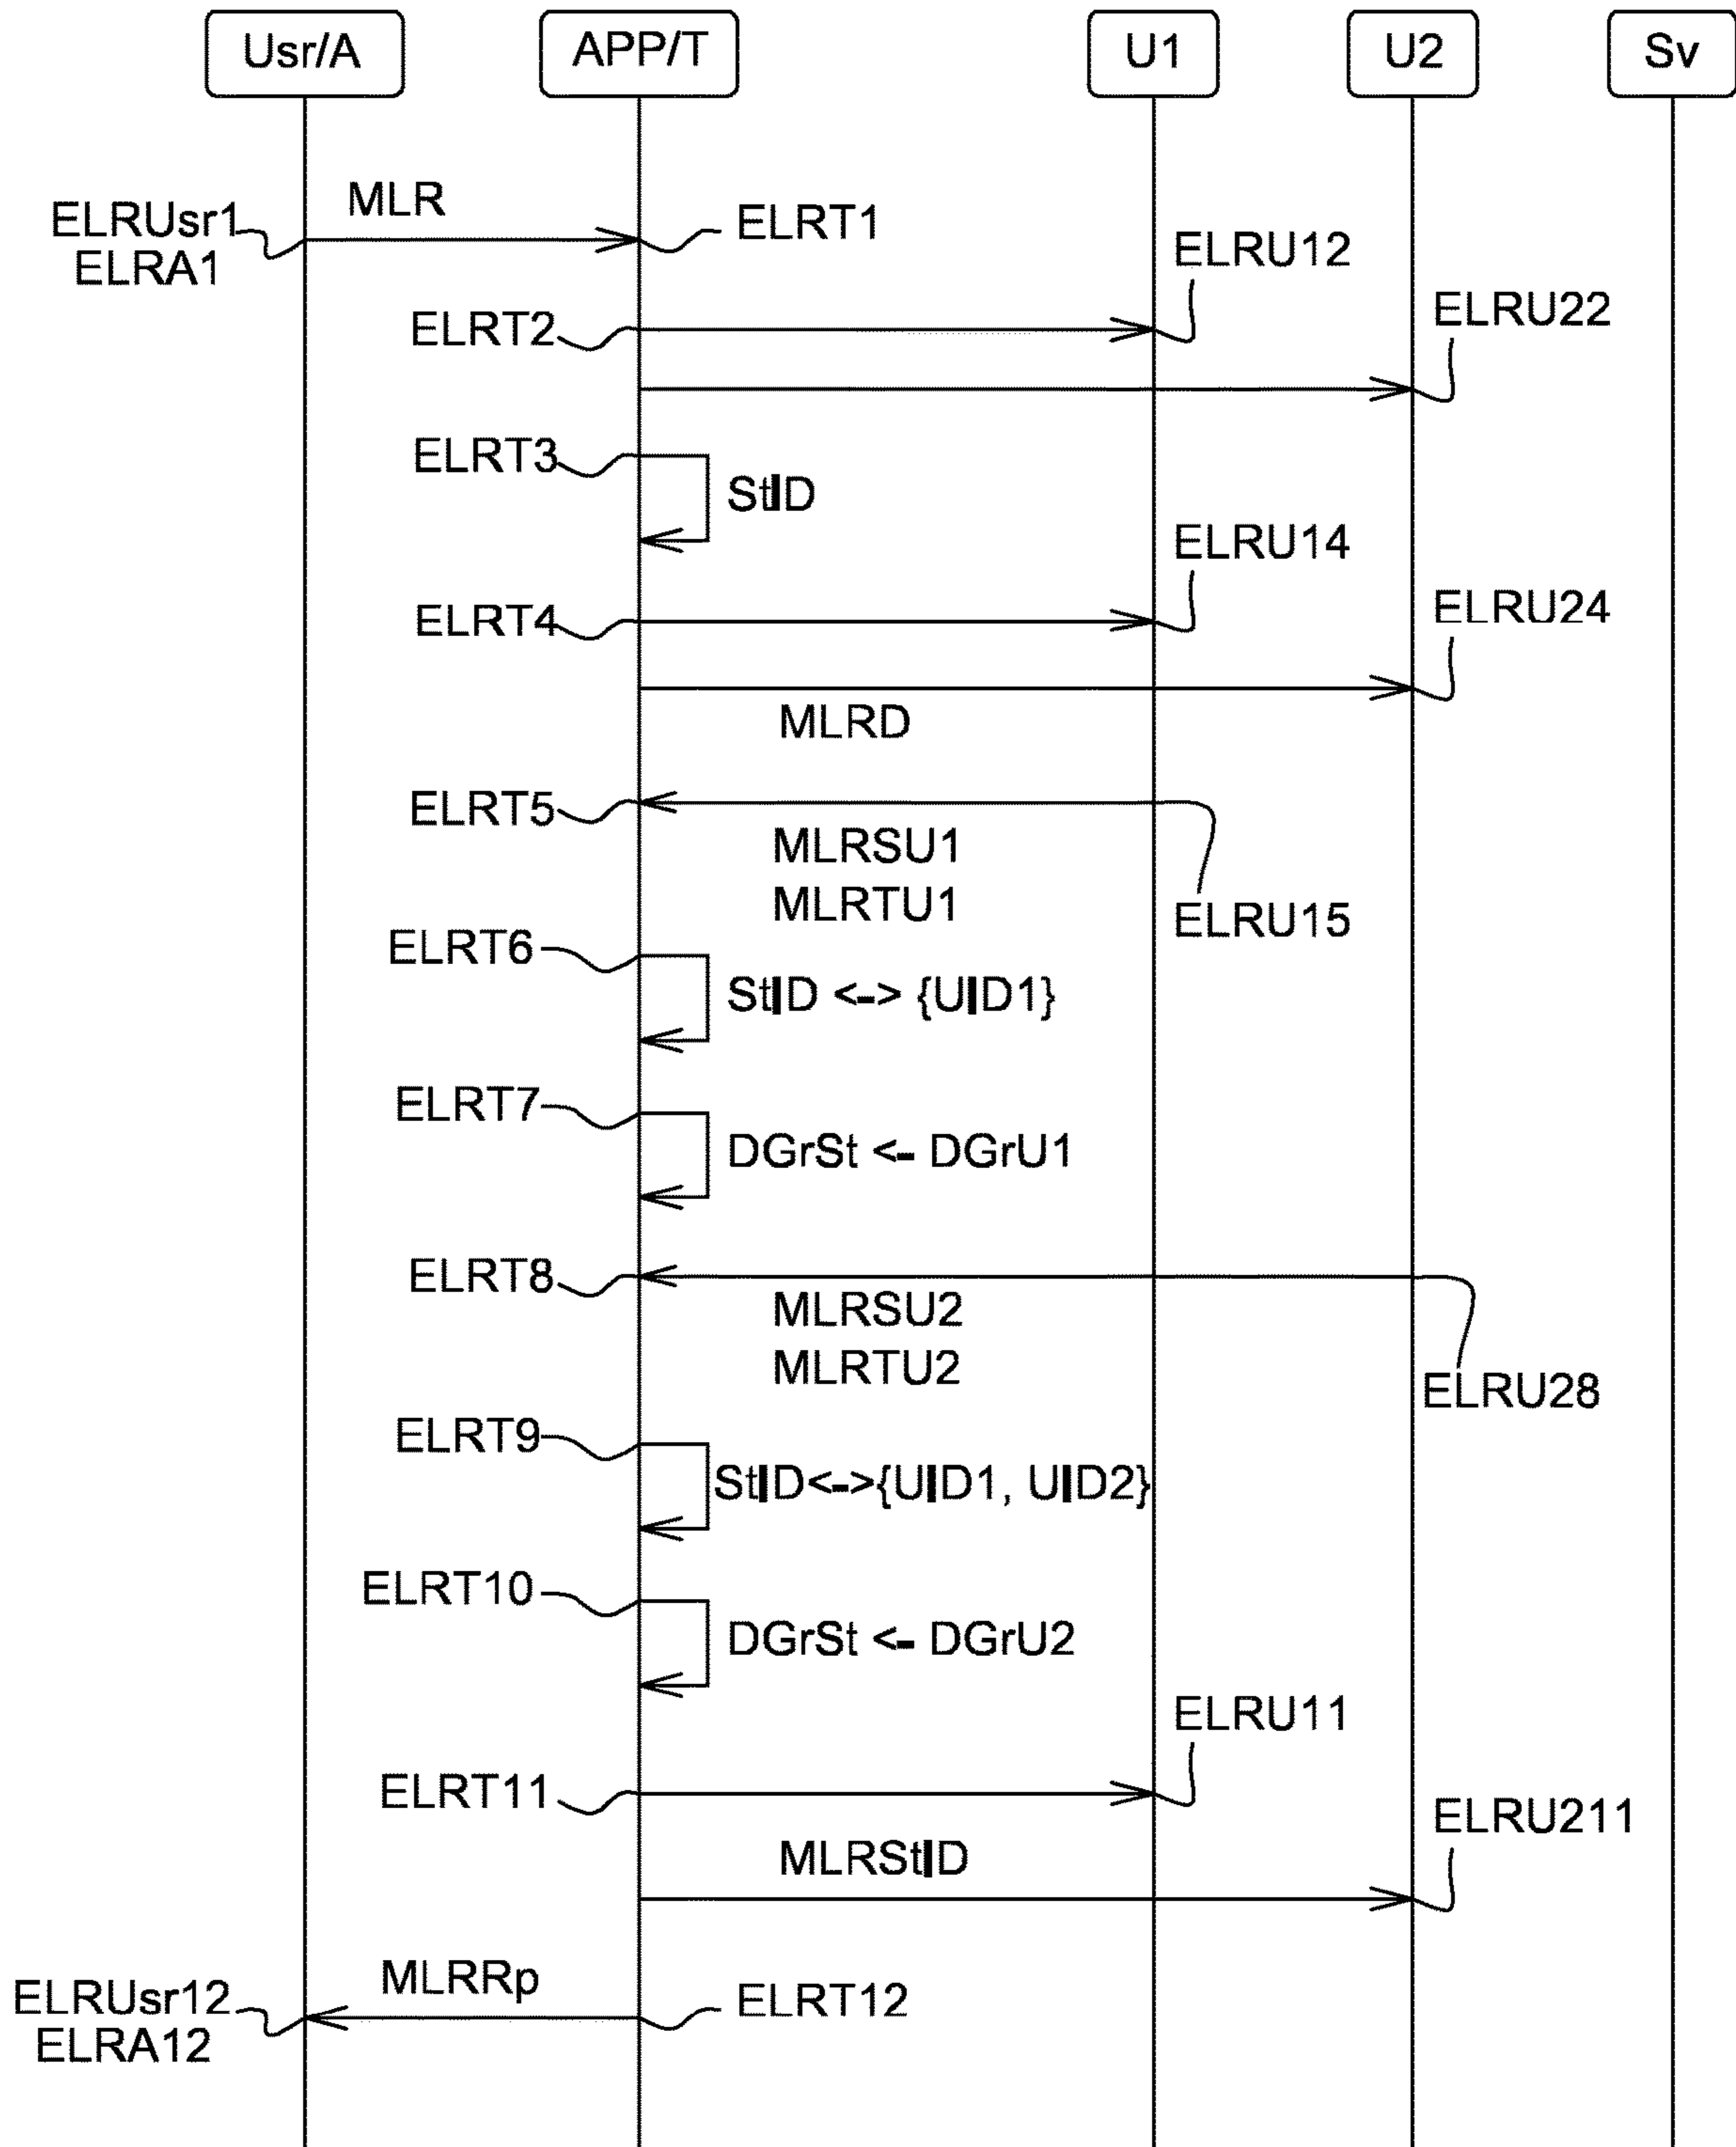 Usr/A
APP/T
U1
U2
Sv
MLR
ELRUsr1
ELRA1
ELRT1
ELRU12
ELRT2
ELRU22
ELRT3
StID
ELRU14
ELRT4
ELRU24
MLRD
ELRT5
MLRSU1
MLRTU1
ELRU15
ELRT6
StID <-> {UID1}
ELRT7
DGrSt <- DGrU1
ELRT8
MLRSU2
MLRTU2
ELRU28
ELRT9
StID<->{UID1, UID2}
ELRT10
DGrSt <- DGrU2
ELRU11
ELRT11
ELRU211
MLRStID
MLRRp
ELRUsr12
ELRA12
ELRT12